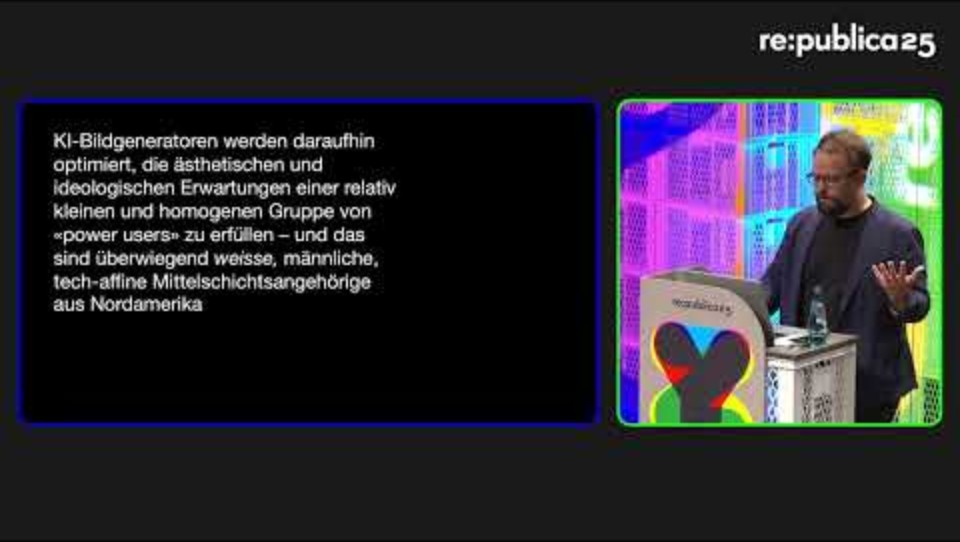 re:publica25
KI-Bildgeneratoren werden daraufhin
optimiert, die ästhetischen und
ideologischen Erwartungen einer relativ
kleinen und homogenen Gruppe von
«power users» zu erfüllen – und das
sind überwiegend weisse, männliche,
tech-affine Mittelschichtsangehörige
aus Nordamerika
re:publica25